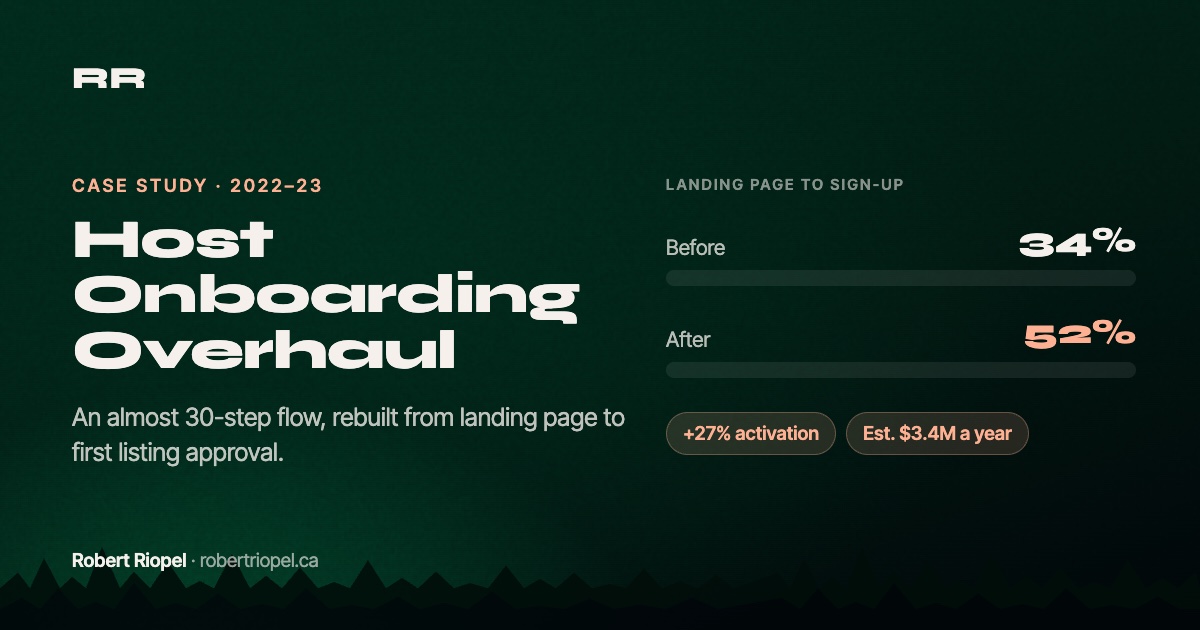 RR
CASE STUDY · 2022–23
Host
Onboarding
Overhaul
An almost 30-step flow, rebuilt from landing page to
first listing approval.
LANDING PAGE TO SIGN-UP
Before 34%
After 52%
+27% activation
Est. $3.4M a year
Robert Riopel · robertriopel.ca